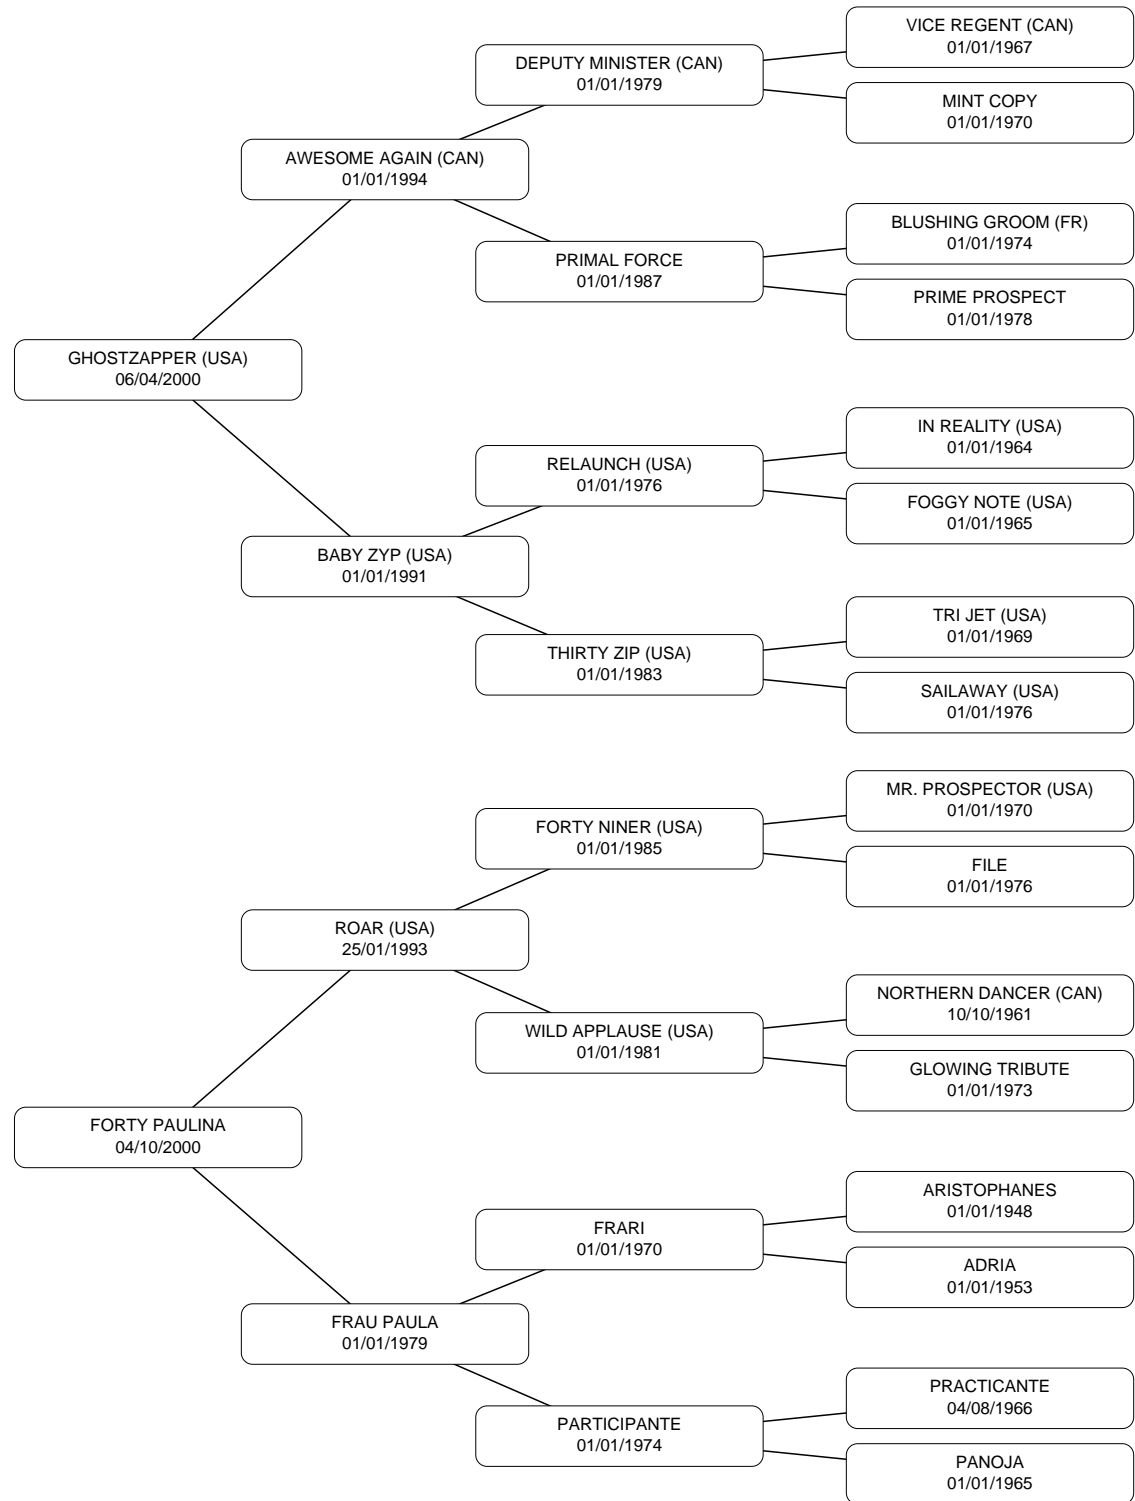 VICE REGENT (CAN)
01/01/1967
DEPUTY MINISTER (CAN)
01/01/1979
MINT COPY
01/01/1970
AWESOME AGAIN (CAN)
01/01/1994
BLUSHING GROOM (FR)
01/01/1974
PRIMAL FORCE
01/01/1987
PRIME PROSPECT
01/01/1978
GHOSTZAPPER (USA)
06/04/2000
IN REALITY (USA)
01/01/1964
RELAUNCH (USA)
01/01/1976
FOGGY NOTE (USA)
01/01/1965
BABY ZYP (USA)
01/01/1991
TRI JET (USA)
01/01/1969
THIRTY ZIP (USA)
01/01/1983
SAILAWAY (USA)
01/01/1976
MR. PROSPECTOR (USA)
01/01/1970
FORTY NINER (USA)
01/01/1985
FILE
01/01/1976
ROAR (USA)
25/01/1993
NORTHERN DANCER (CAN)
10/10/1961
WILD APPLAUSE (USA)
01/01/1981
GLOWING TRIBUTE
01/01/1973
FORTY PAULINA
04/10/2000
ARISTOPHANES
01/01/1948
FRARI
01/01/1970
ADRIA
01/01/1953
FRAU PAULA
01/01/1979
PRACTICANTE
04/08/1966
PARTICIPANTE
01/01/1974
PANOJA
01/01/1965